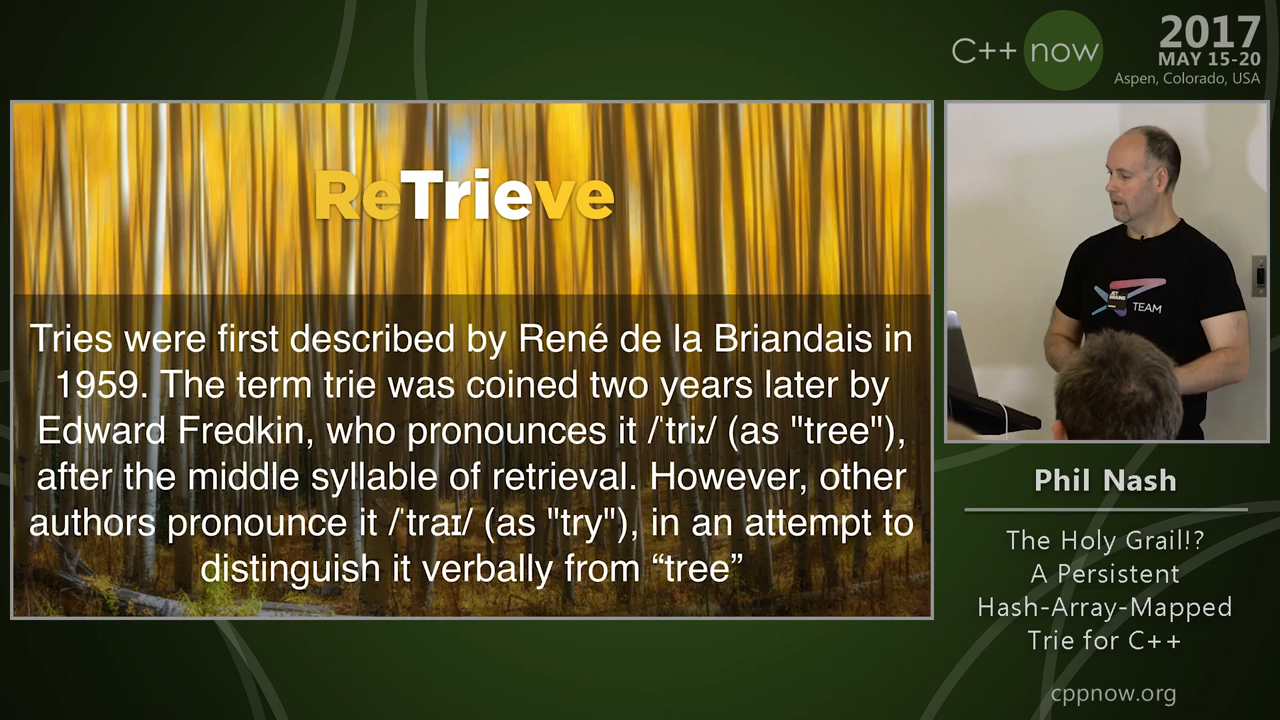 C++ now
2017
MAY 15-20
Aspen, Colorado, USA
ReTrieve
Tries were first described by René de la Briandais in
1959. The term trie was coined two years later by
Edward Fredkin, who pronounces it /ˈtriː/ (as "tree"),
after the middle syllable of retrieval. However, other
authors pronounce it /ˈtraɪ/ (as "try"), in an attempt to
distinguish it verbally from “tree”
JET
BRAINS
TEAM
Phil Nash
The Holy Grail!?
A Persistent
Hash-Array-Mapped
Trie for C++
cppnow.org